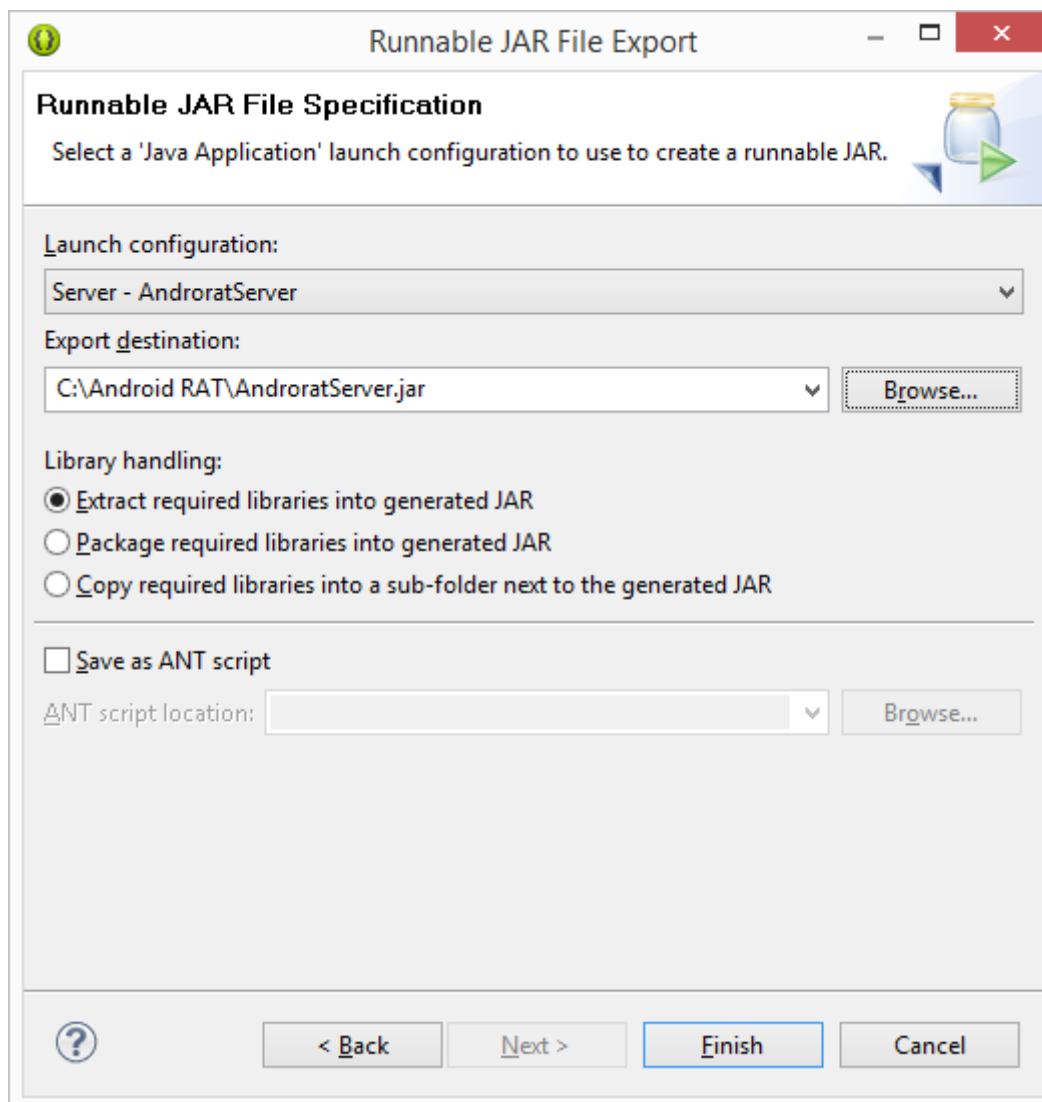 Runnable JAR File Export
Runnable JAR File Specification
Select a 'Java Application' launch configuration to use to create a runnable JAR.
Launch configuration:
Server - AndroratServer
Export destination:
C:\Android RAT\AndroratServer.jar
Browse...
Library handling:
Extract required libraries into generated JAR
Package required libraries into generated JAR
Copy required libraries into a sub-folder next to the generated JAR
Save as ANT script
ANT script location:
Browse...
?
< Back
Next >
Finish
Cancel